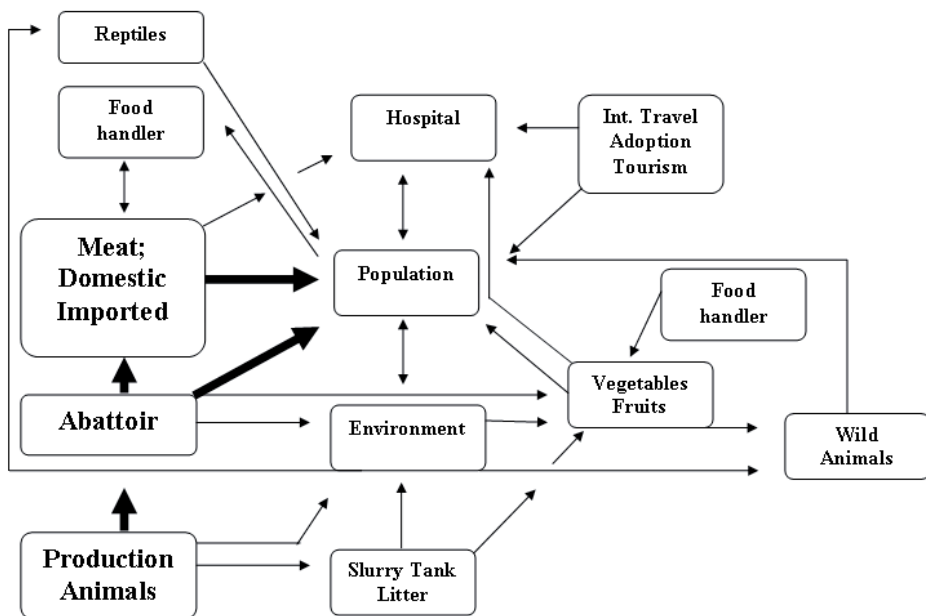 Reptiles
Food
handler
Hospital
Int. Travel
Adoption
Tourism
Meat;
Domestic
Imported
Population
Food
handler
Abattoir
Environment
Vegetables
Fruits
Wild
Animals
Production
Animals
Slurry Tank
Litter